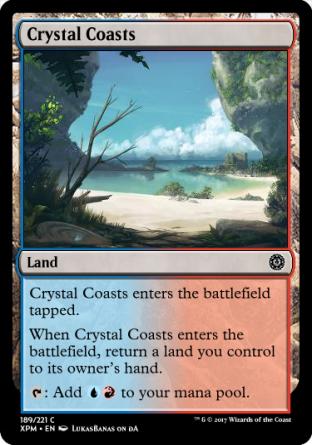 Crystal Coasts
Land
Crystal Coasts enters the battlefield
tapped.
When Crystal Coasts enters the
battlefield, return a land you control
to its owner's hand.
: Add to your mana pool.
189/221 C
XPM • EN LukasBanas on dA
™ & © 2017 Wizards of the Coast